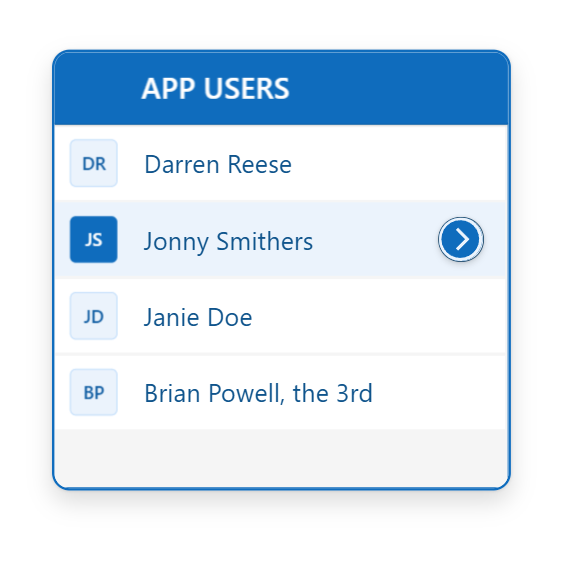 APP USERS
DR Darren Reese
JS Jonny Smithers
JD Janie Doe
BP Brian Powell, the 3rd